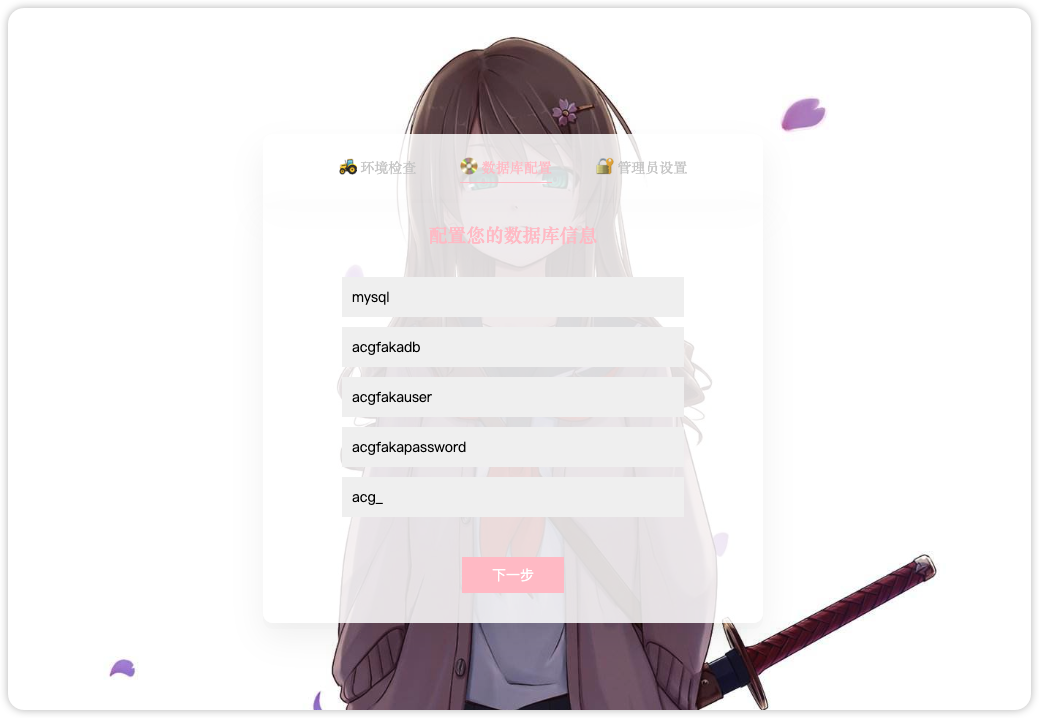 环境检查 数据库配置 管理员设置
配置您的数据库信息
mysql
acgfakadb
acgfakauser
acgfakapassword
acg_
下一步